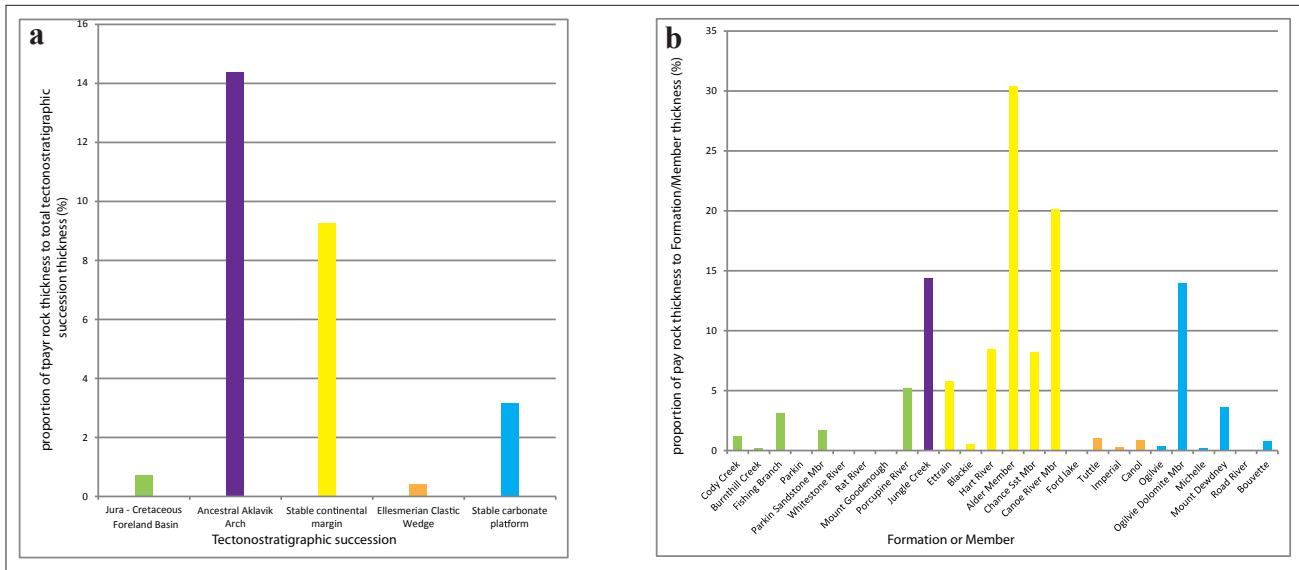 a
proportion of tpayr rock thickness to total tectonostratigraphic
succession thickness (%)
16
14
12
10
8
6
4
2
0
Jura - Cretaceous
Foreland Basin
Ancestral Aklavik
Arch
Stable continental
margin
Ellesmerian Clastic
Wedge
Stable carbonate
platform
Tectonostratigraphic succession
b
proportion of pay rock thickness to Formation/Member thickness (%)
35
30
25
20
15
10
5
0
Cody Creek
Burnthill Creek
Fishing Branch
Parkin
Parkin Sandstone Mbr
Whitestone River
Rat River
Mount Goodenough
Porcupine River
Jungle Creek
Ettrain
Blackie
Hart River
Alder Member
Chance Sst Mbr
Canoe River Mbr
Ford lake
Tuttle
Imperial
Canol
Ogilvie
Ogilvie Dolomite Mbr
Michelle
Mount Dewdney
Road River
Bouvette
Formation or Member